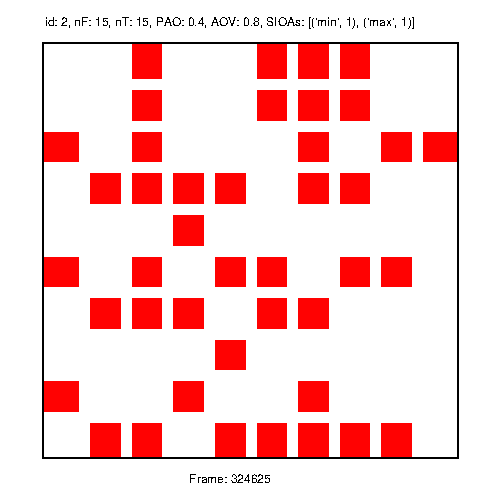 id: 2, nF: 15, nT: 15, PAO: 0.4, AOV: 0.8, SIOAs: [('min', 1), ('max', 1)]
Frame: 324625